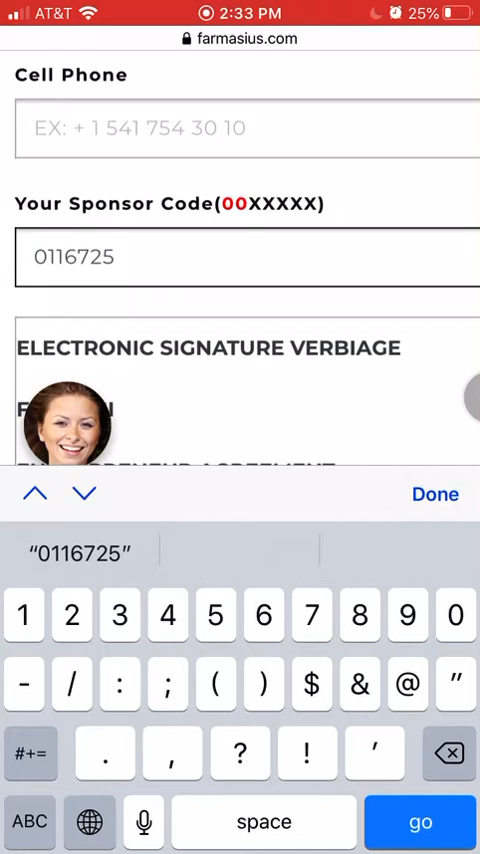 AT&T 2:33 PM 25%
farmasius.com
Cell Phone
EX: + 1 541 754 30 10
Your Sponsor Code(00XXXXX)
0116725
ELECTRONIC SIGNATURE VERBIAGE
Done
“0116725”
1 2 3 4 5 6 7 8 9 0
- / : ; ( ) $ & @ "
#+= . , ? ! '
ABC space go